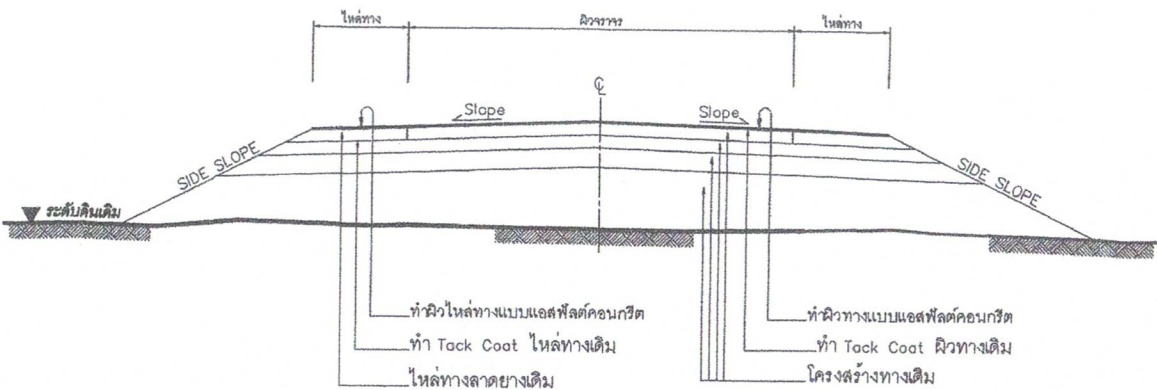 ไหล่ทาง ผิวจราจร ไหล่ทาง
℄
Slope Slope
SIDE SLOPE SIDE SLOPE
ระดับดินเดิม
ทำผิวไหล่ทางแบบแอสฟัลต์คอนกรีต ทำผิวทางแบบแอสฟัลต์คอนกรีต
ทำ Tack Coat ไหล่ทางเดิม ทำ Tack Coat ผิวทางเดิม
ไหล่ทางลาดยางเดิม โครงสร้างทางเดิม